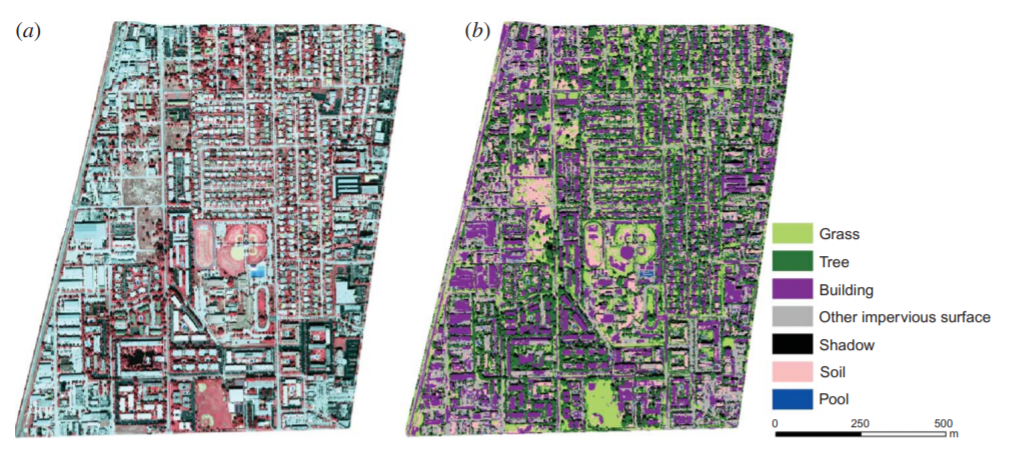 (a)
(b)
Grass
Tree
Building
Other impervious surface
Shadow
Soil
Pool
0 250 500
m